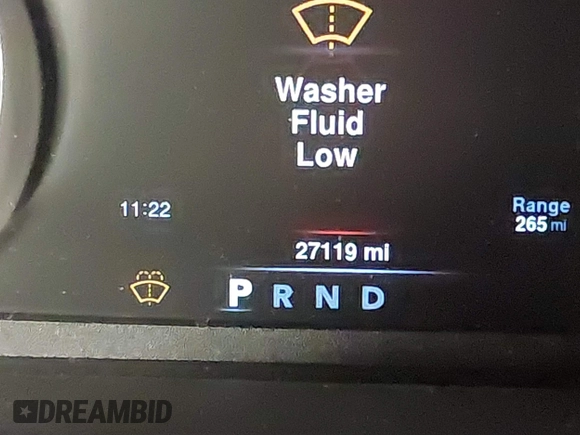 Washer
Fluid
Low
11:22
Range
265 mi
27119 mi
P R N D
DREAMBID